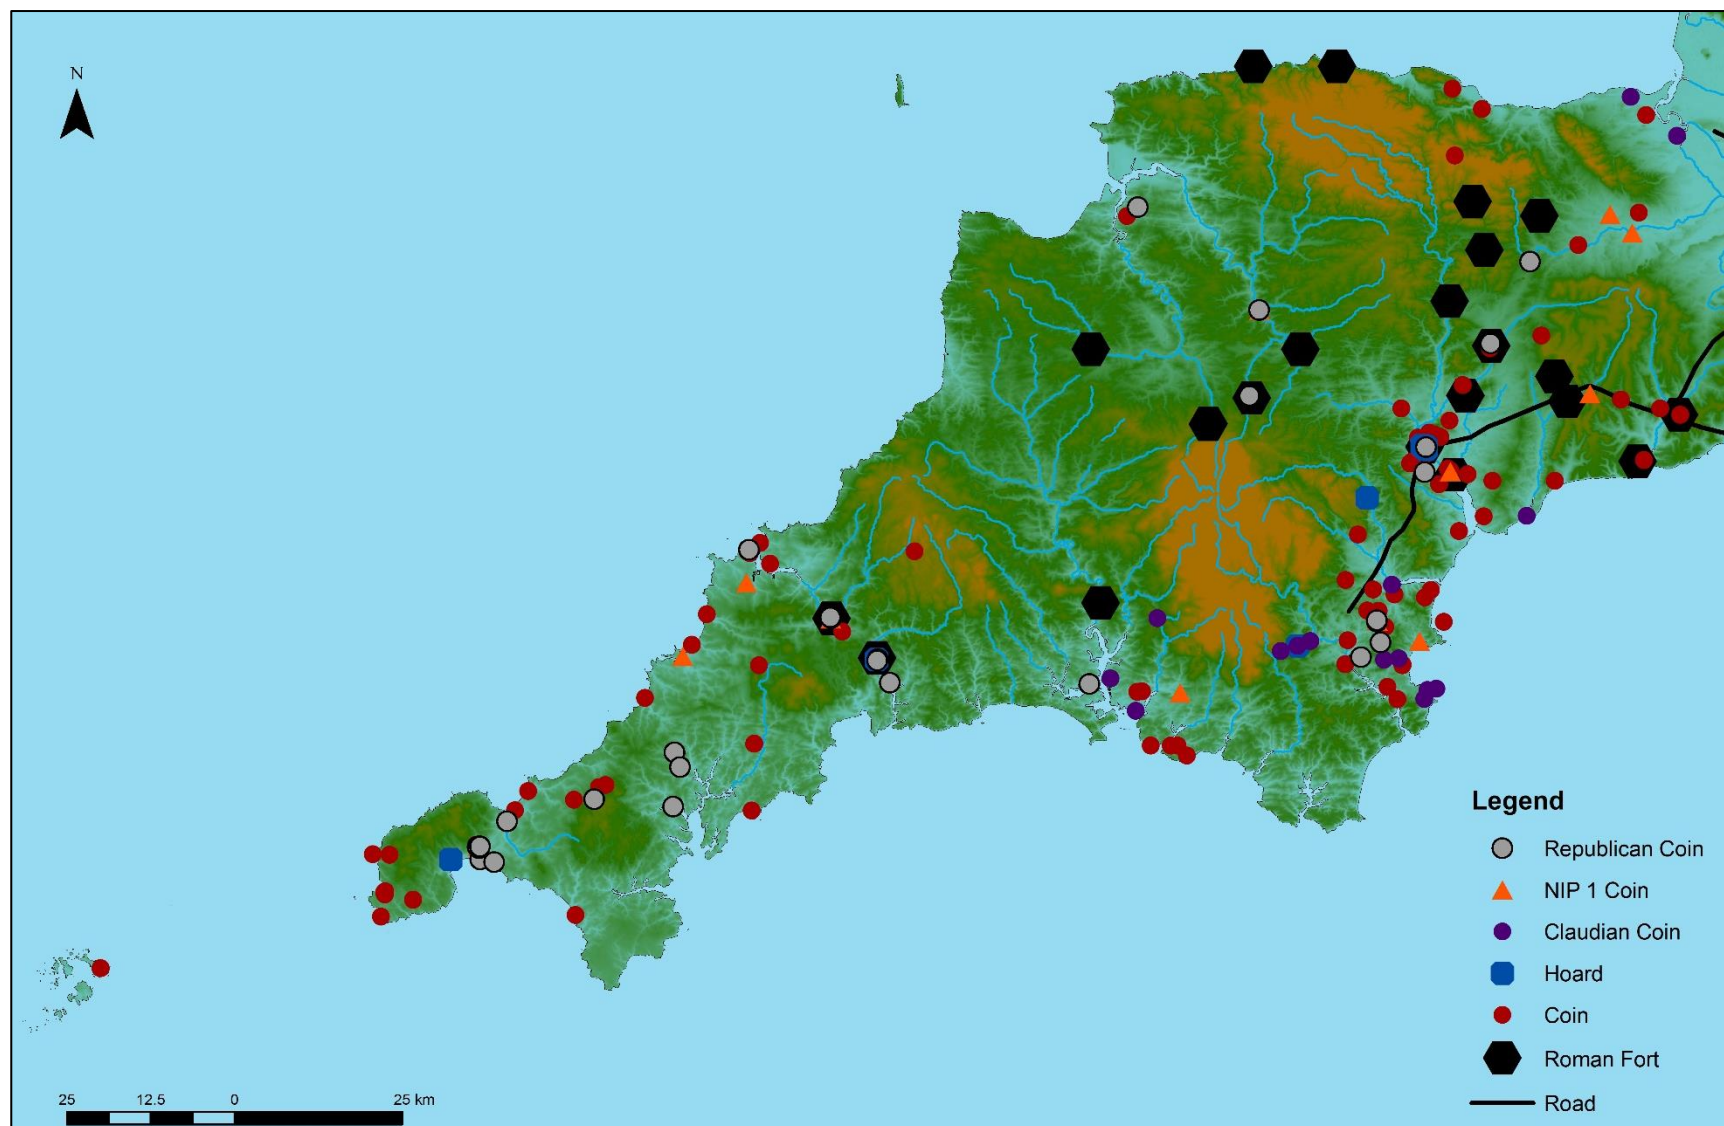 N
Legend
Republican Coin
NIP 1 Coin
Claudian Coin
Hoard
Coin
Roman Fort
Road
25 12.5 0 25 km